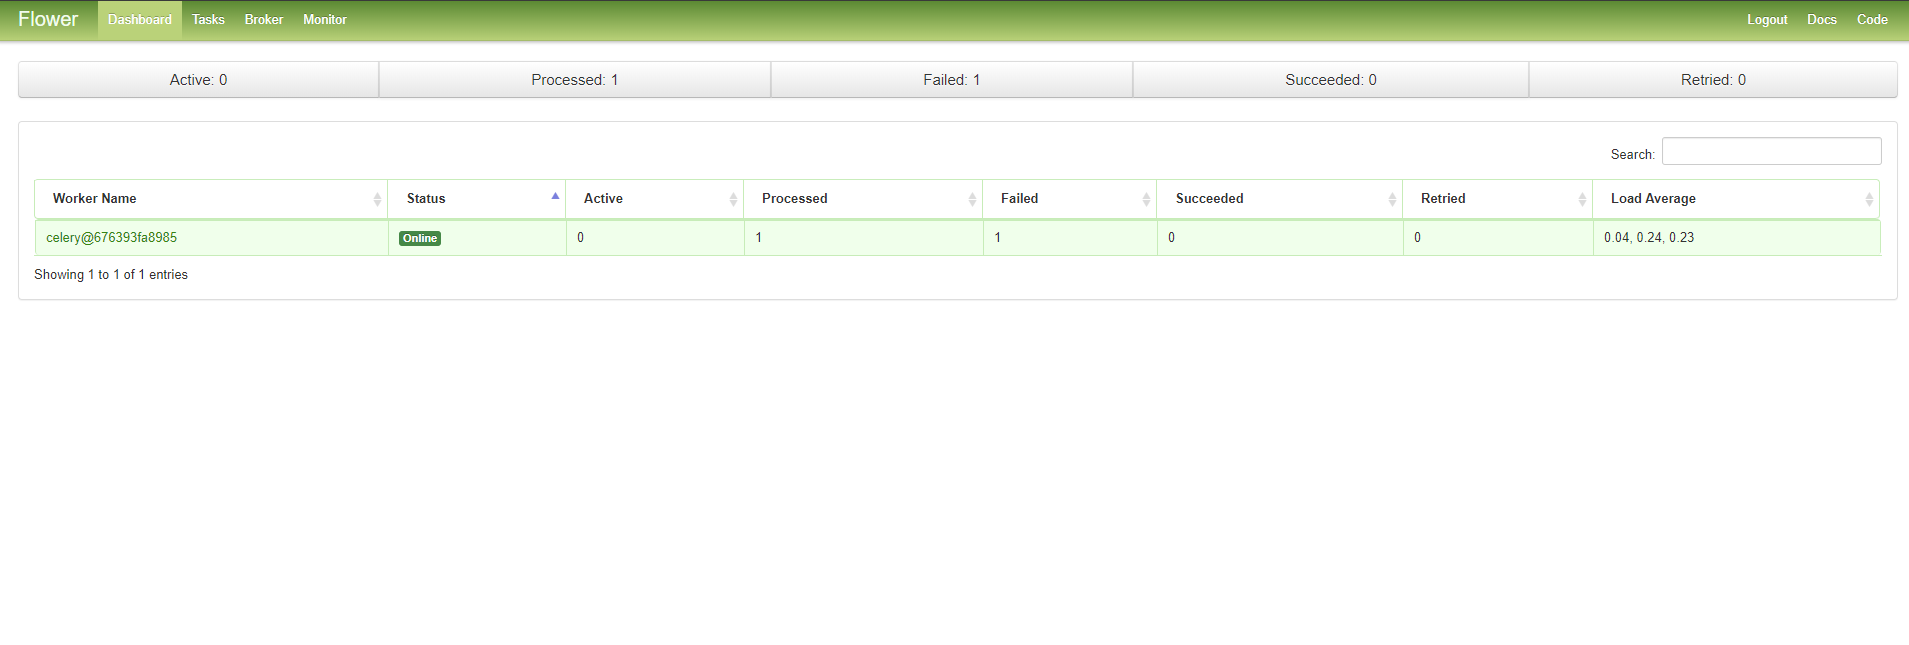 Flower Dashboard Tasks Broker Monitor Logout Docs Code
Active: 0 Processed: 1 Failed: 1 Succeeded: 0 Retried: 0
Search:
Worker Name Status Active Processed Failed Succeeded Retried Load Average
celery@676393fa8985 Online 0 1 1 0 0 0.04, 0.24, 0.23
Showing 1 to 1 of 1 entries